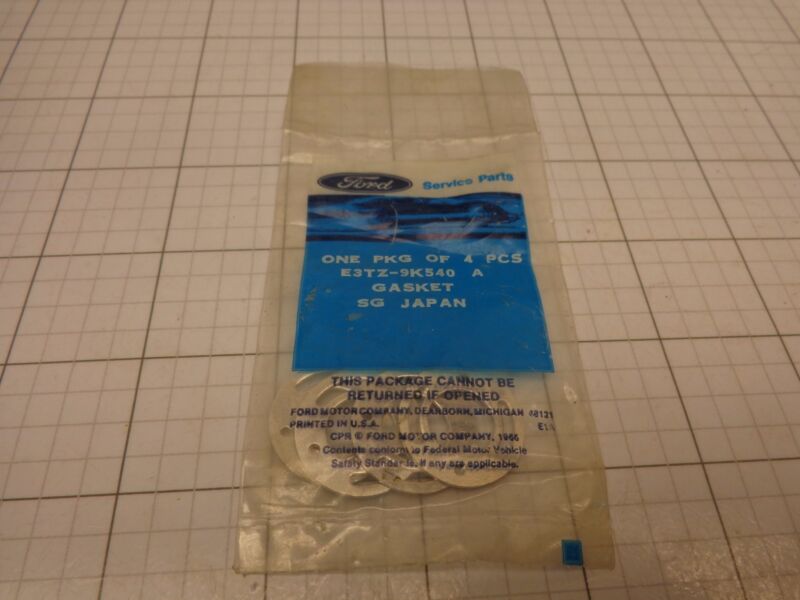 Ford Service Parts
ONE PKG OF 4 PCS
E3TZ-9K540 A
GASKET
SG JAPAN
THIS PACKAGE CANNOT BE
RETURNED IF OPENED
FORD MOTOR COMPANY, DEARBORN, MICHIGAN 48121
PRINTED IN U.S.A.
CPR © FORD MOTOR COMPANY, 1966
Contents conform to Federal Motor Vehicle
Safety Standards, if any are applicable.